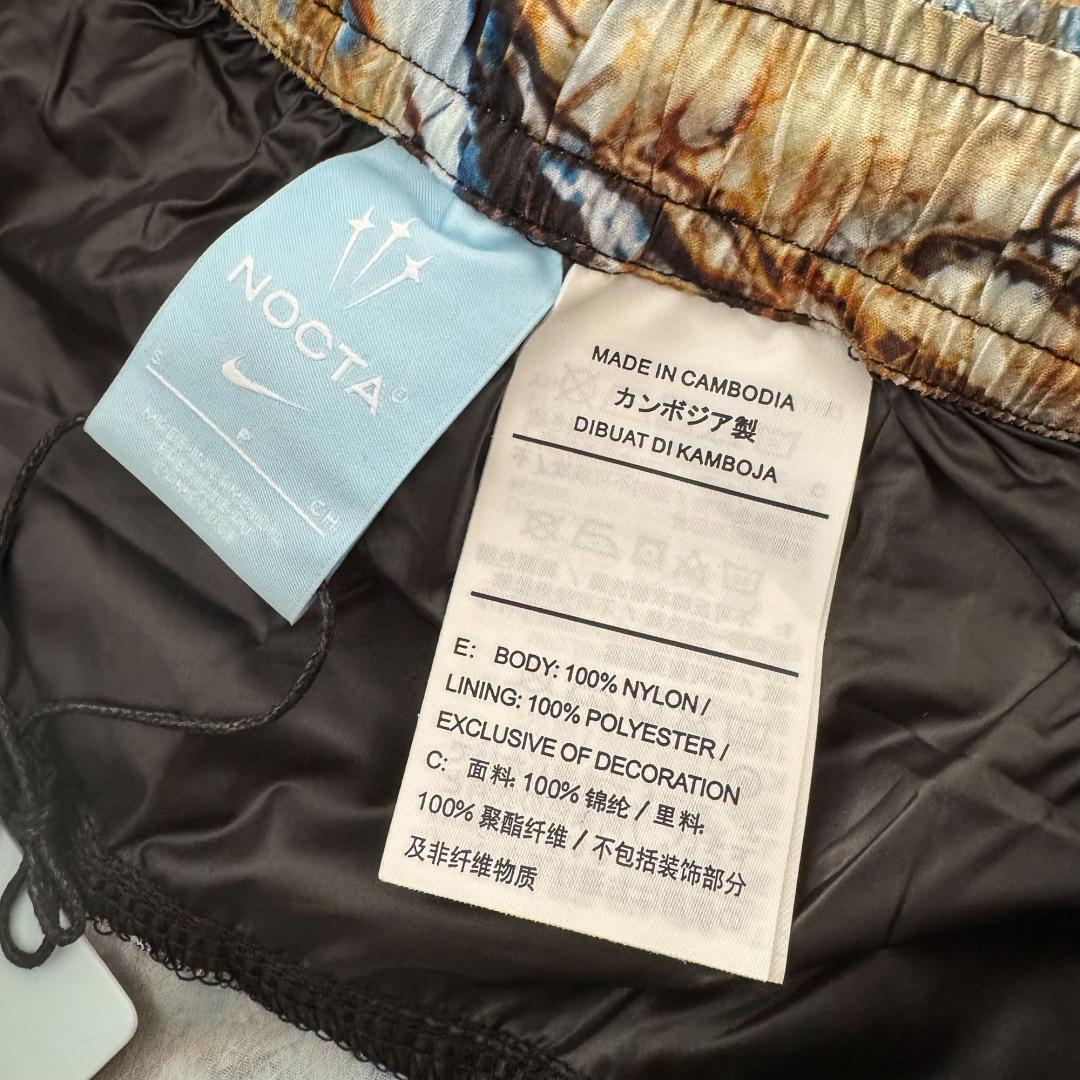 NOCTA®
S
P
CH
MADE IN CAMBODIA
カンボジア製
DIBUAT DI KAMBOJA
E: BODY: 100% NYLON /
LINING: 100% POLYESTER /
EXCLUSIVE OF DECORATION
C: 面料: 100% 锦纶 / 里料:
100% 聚酯纤维 / 不包括装饰部分
及非纤维物质